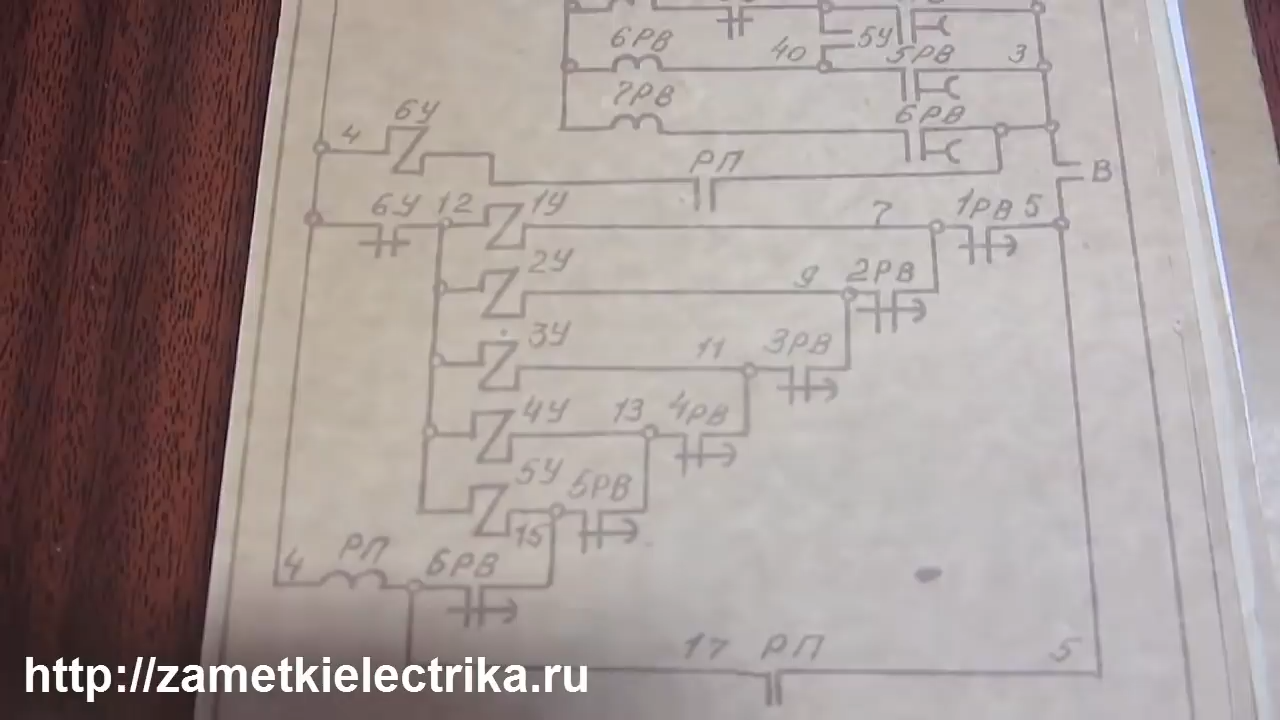 6РВ 40 5У 5РВ 3
7РВ 6РВ
4 6У РП В
6У 12 1У 7 1РВ 5
2У 9 2РВ
3У 11 3РВ
4У 13 4РВ
5У 15 5РВ
4 РП 6РВ
17 РП 5
http://zametkielectrika.ru